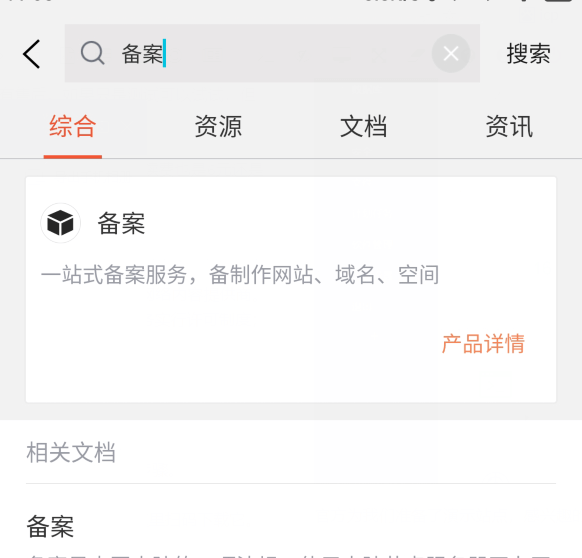 备案
搜索
综合 资源 文档 资讯
备案
一站式备案服务，备制作网站、域名、空间
产品详情
相关文档
备案